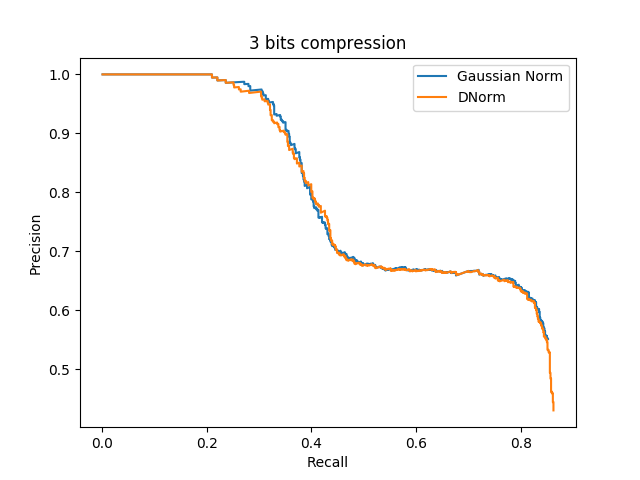 3 bits compression
Gaussian Norm
DNorm
1.0
0.9
0.8
0.7
0.6
0.5
Precision
0.0 0.2 0.4 0.6 0.8
Recall